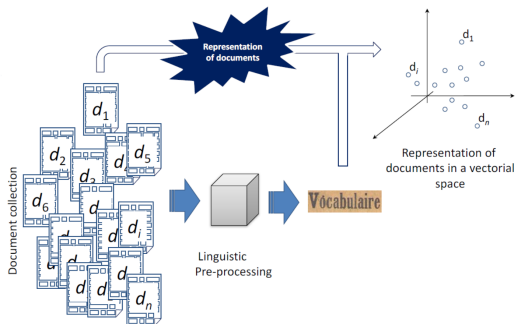 Representation
of documents
d1
di
dn
Representation of
documents in a vectorial
space
Document collection
d1
d2
d5
d3
d
d6
d
d
di
d
d
d
d
dn
Vocabulaire
Linguistic
Pre-processing